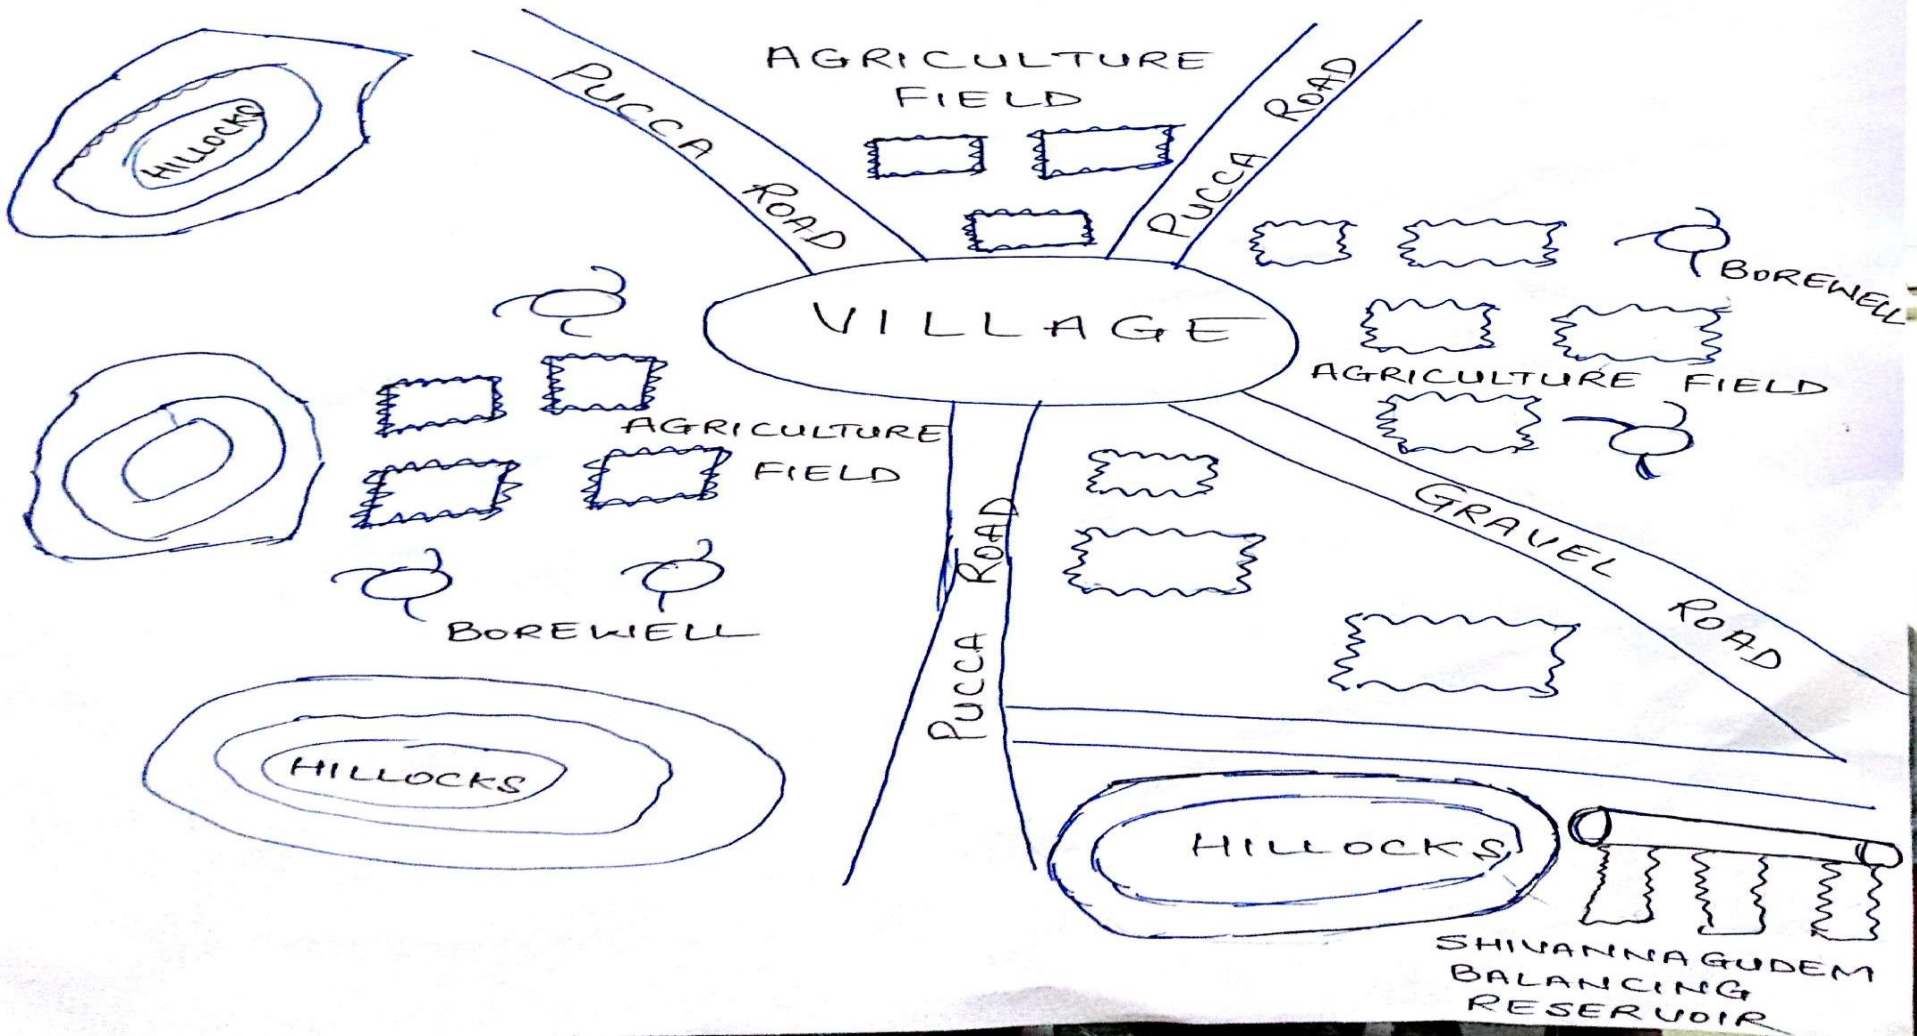 AGRICULTURE
FIELD
PUCCA ROAD
PUCCA ROAD
HILLOCKS
BOREWELL
VILLAGE
AGRICULTURE FIELD
AGRICULTURE
FIELD
GRAVEL ROAD
PUCCA ROAD
BOREWELL
HILLOCKS
HILLOCKS
SHIVANNAGUDEM
BALANCING
RESERVOIR